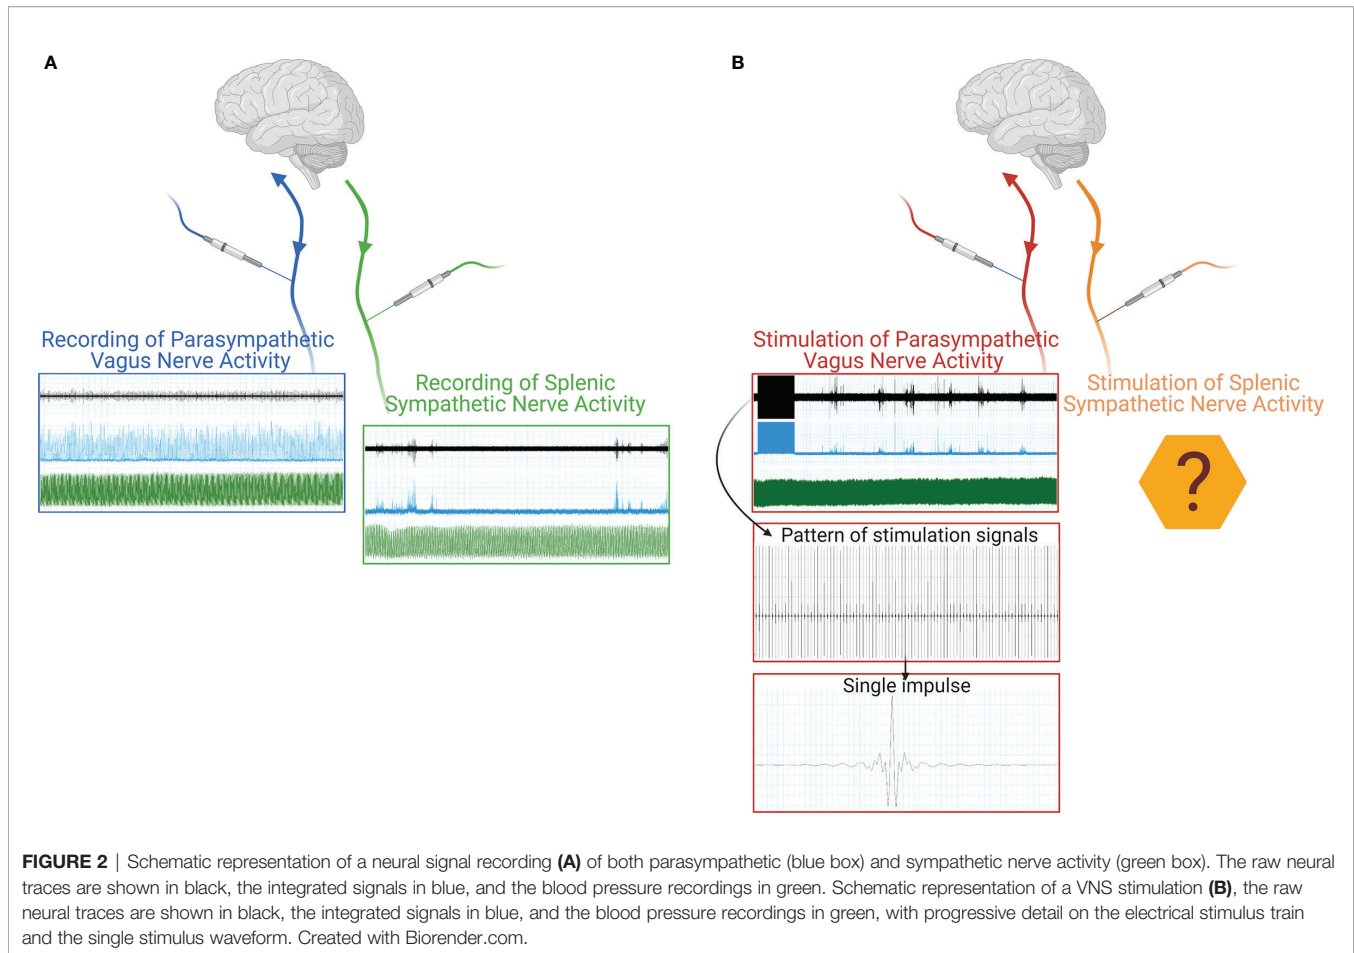 A
B
Recording of Parasympathetic
Vagus Nerve Activity
Recording of Splenic
Sympathetic Nerve Activity
Stimulation of Parasympathetic
Vagus Nerve Activity
Stimulation of Splenic
Sympathetic Nerve Activity
?
Pattern of stimulation signals
Single impulse
FIGURE 2 | Schematic representation of a neural signal recording (A) of both parasympathetic (blue box) and sympathetic nerve activity (green box). The raw neural
traces are shown in black, the integrated signals in blue, and the blood pressure recordings in green. Schematic representation of a VNS stimulation (B), the raw
neural traces are shown in black, the integrated signals in blue, and the blood pressure recordings in green, with progressive detail on the electrical stimulus train
and the single stimulus waveform. Created with Biorender.com.